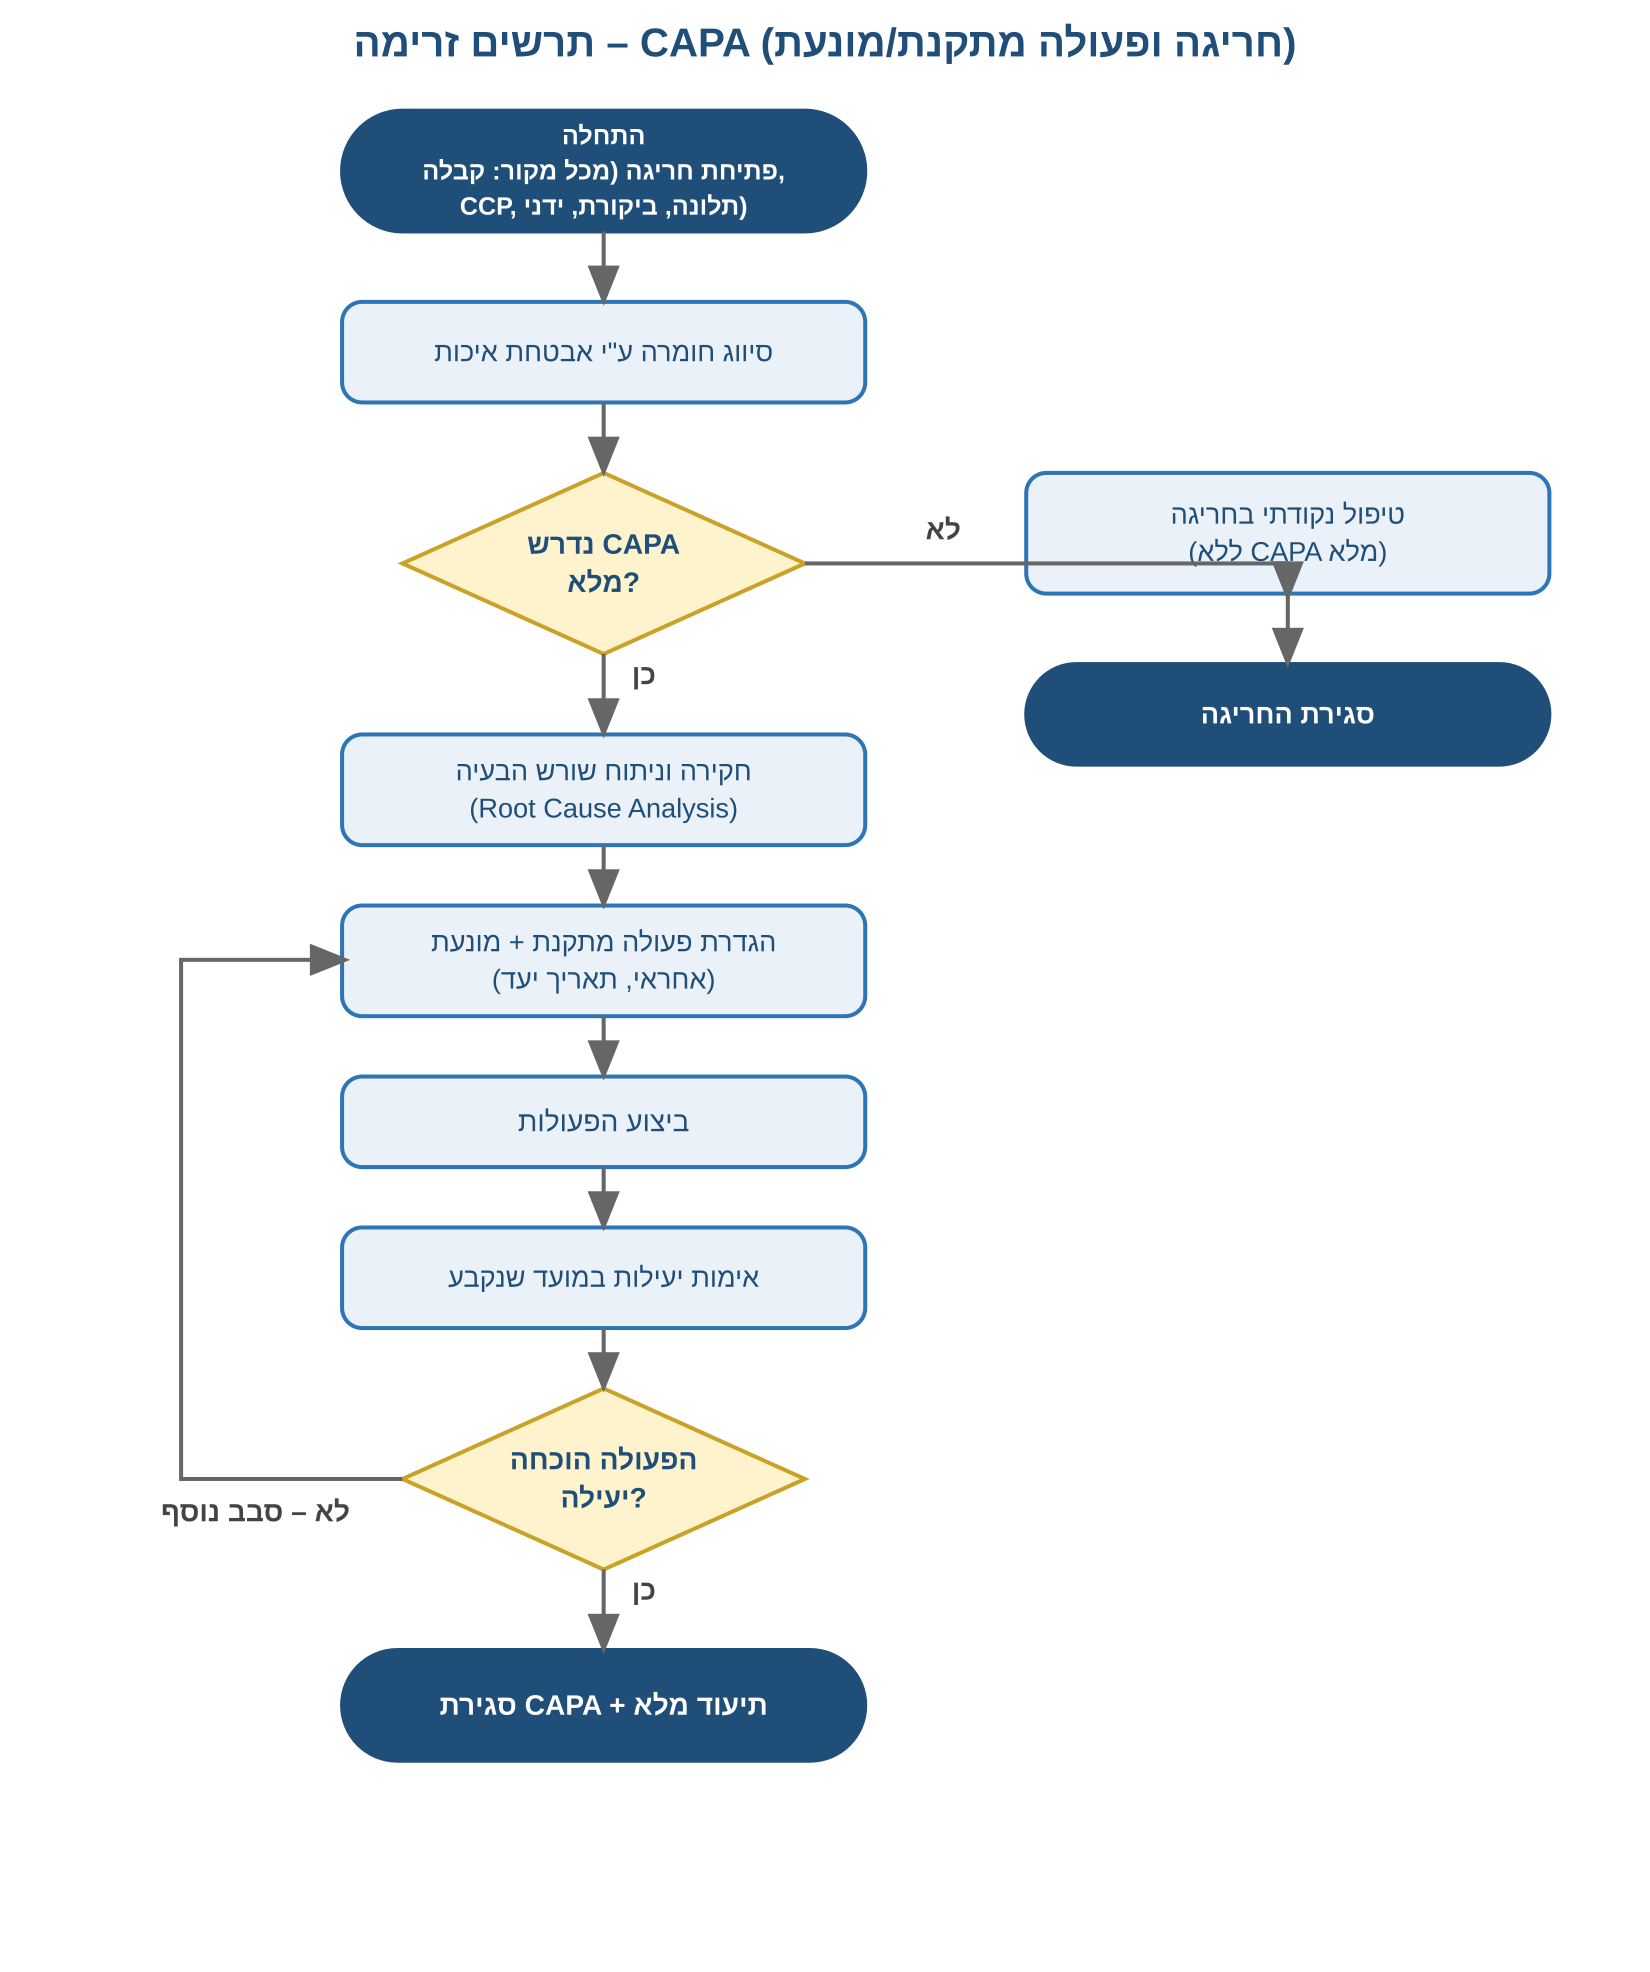 תרשים זרימה – CAPA (חריגה ופעולה מתקנת/מונעת)
התחלה
פתיחת חריגה (מכל מקור: קבלה,
CCP, תלונה, ביקורת, ידני)
סיווג חומרה ע"י אבטחת איכות
נדרש CAPA
מלא?
לא
טיפול נקודתי בחריגה
(ללא CAPA מלא)
סגירת החריגה
כן
חקירה וניתוח שורש הבעיה
(Root Cause Analysis)
הגדרת פעולה מתקנת + מונעת
(אחראי, תאריך יעד)
ביצוע הפעולות
אימות יעילות במועד שנקבע
הפעולה הוכחה
יעילה?
לא – סבב נוסף
כן
סגירת CAPA + תיעוד מלא